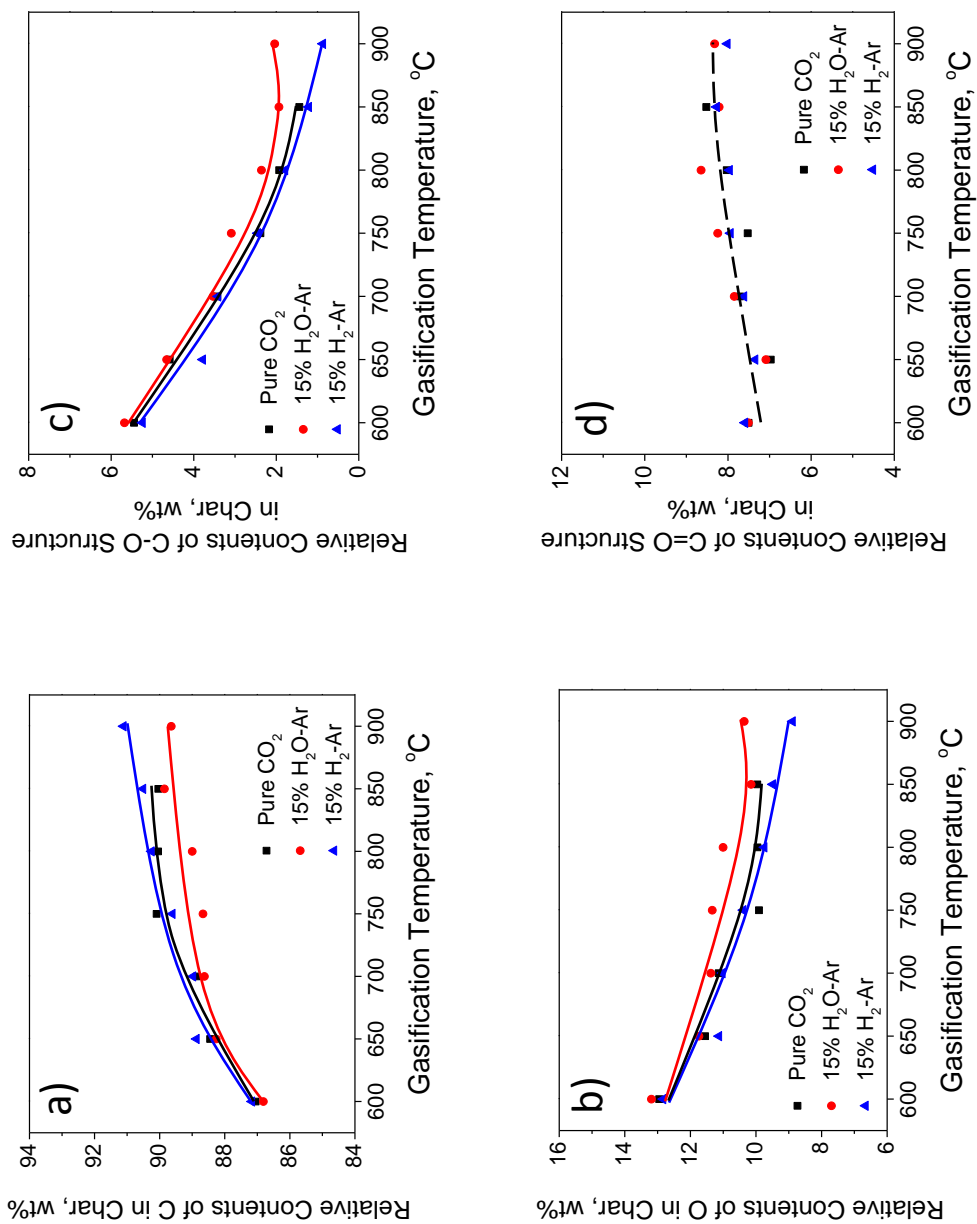 a)
94
92
90
88
86
84
Relative Contents of C in Char, wt%
Pure CO2
15% H2O-Ar
15% H2-Ar
600 650 700 750 800 850 900
Gasification Temperature, oC
b)
16
14
12
10
8
6
Relative Contents of O in Char, wt%
Pure CO2
15% H2O-Ar
15% H2-Ar
600 650 700 750 800 850 900
Gasification Temperature, oC
c)
8
6
4
2
0
Relative Contents of C-O Structure
in Char, wt%
Pure CO2
15% H2O-Ar
15% H2-Ar
600 650 700 750 800 850 900
Gasification Temperature, oC
d)
12
10
8
6
4
Relative Contents of C=O Structure
in Char, wt%
Pure CO2
15% H2O-Ar
15% H2-Ar
600 650 700 750 800 850 900
Gasification Temperature, oC